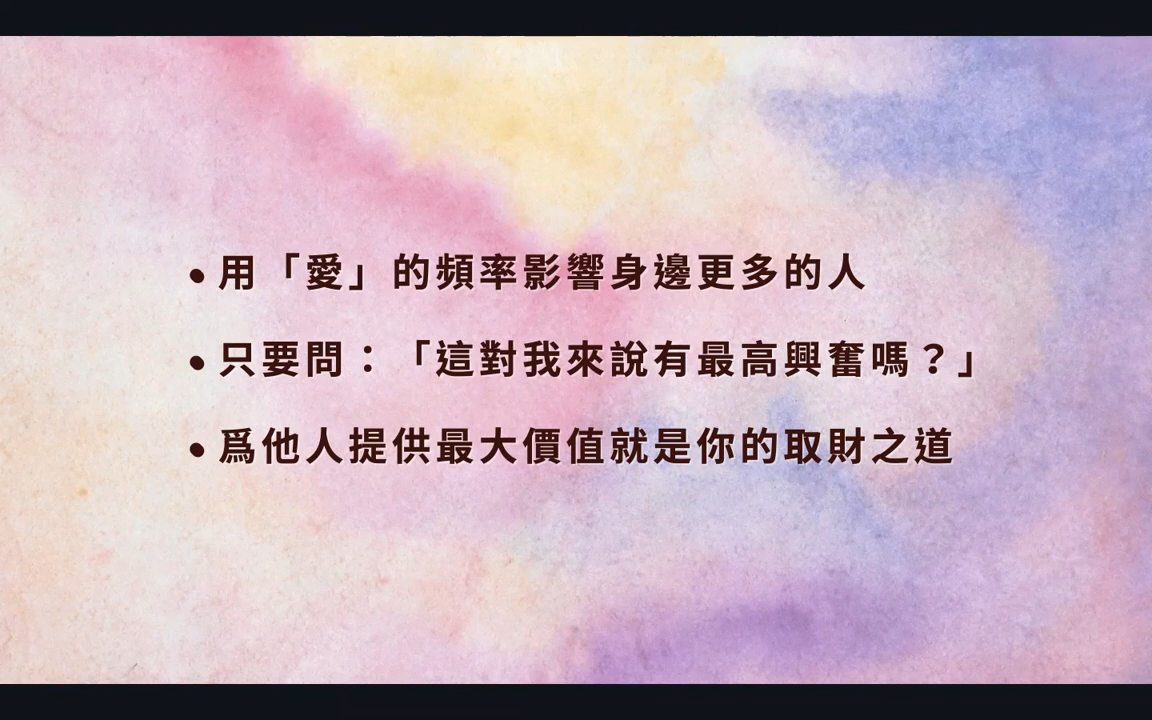 • 用「愛」的頻率影響身邊更多的人
• 只要問：「這對我來說有最高興奮嗎？」
• 爲他人提供最大價值就是你的取財之道